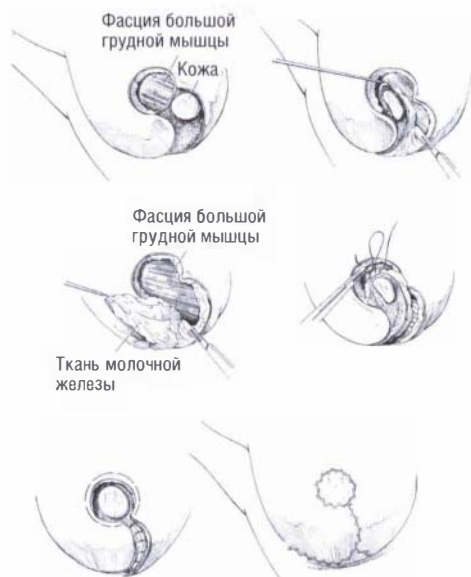 Фасция большой
грудной мышцы
Кожа
Фасция большой
грудной мышцы
Ткань молочной
железы